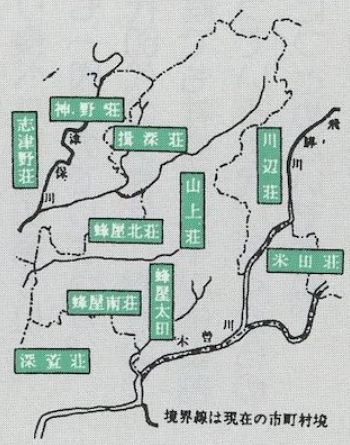 神野荘
津保川
志津野荘
揖深荘
川辺荘
飛騨川
山上荘
蜂屋北荘
米田荘
蜂屋太田
蜂屋南荘
木曽川
深萱荘
境界線は現在の市町村境